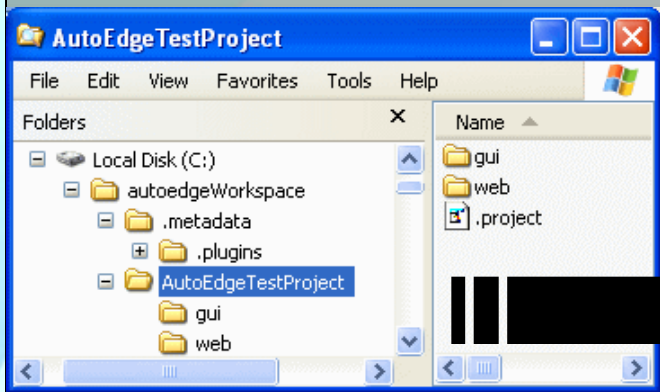 AutoEdgeTestProject
File Edit View Favorites Tools Help
Folders
Local Disk (C:)
autoedgeWorkspace
.metadata
.plugins
AutoEdgeTestProject
gui
web
Name
gui
web
.project